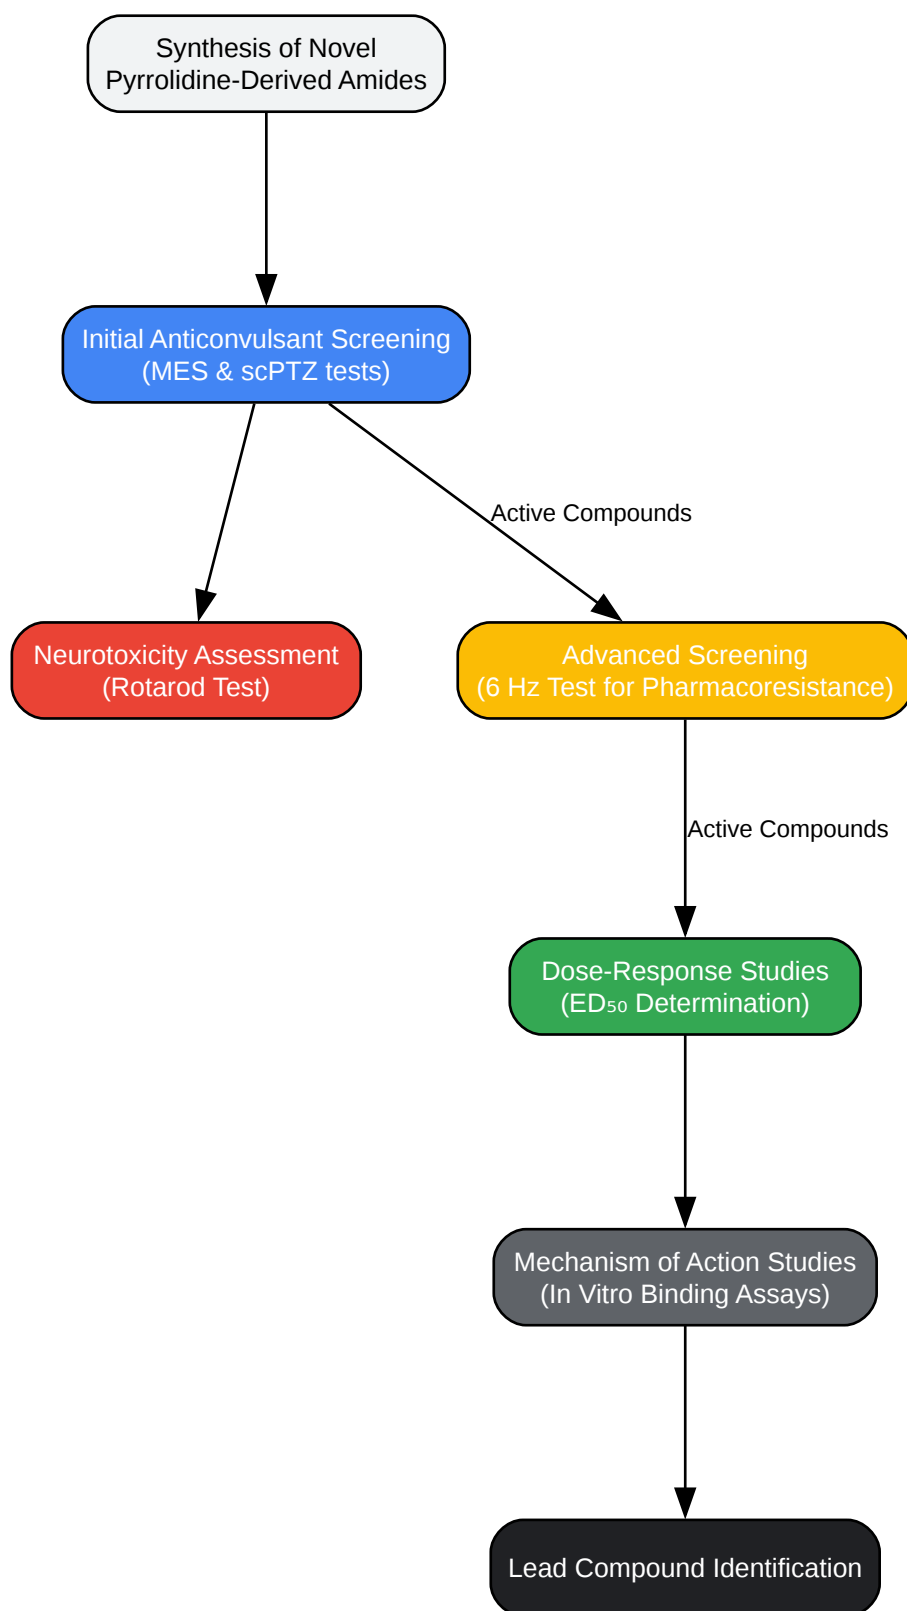 Synthesis of Novel
Pyrrolidine-Derived Amides
Initial Anticonvulsant Screening
(MES & scPTZ tests)
Active Compounds
Neurotoxicity Assessment
(Rotarod Test)
Advanced Screening
(6 Hz Test for Pharmacoresistance)
Active Compounds
Dose-Response Studies
(ED₅₀ Determination)
Mechanism of Action Studies
(In Vitro Binding Assays)
Lead Compound Identification